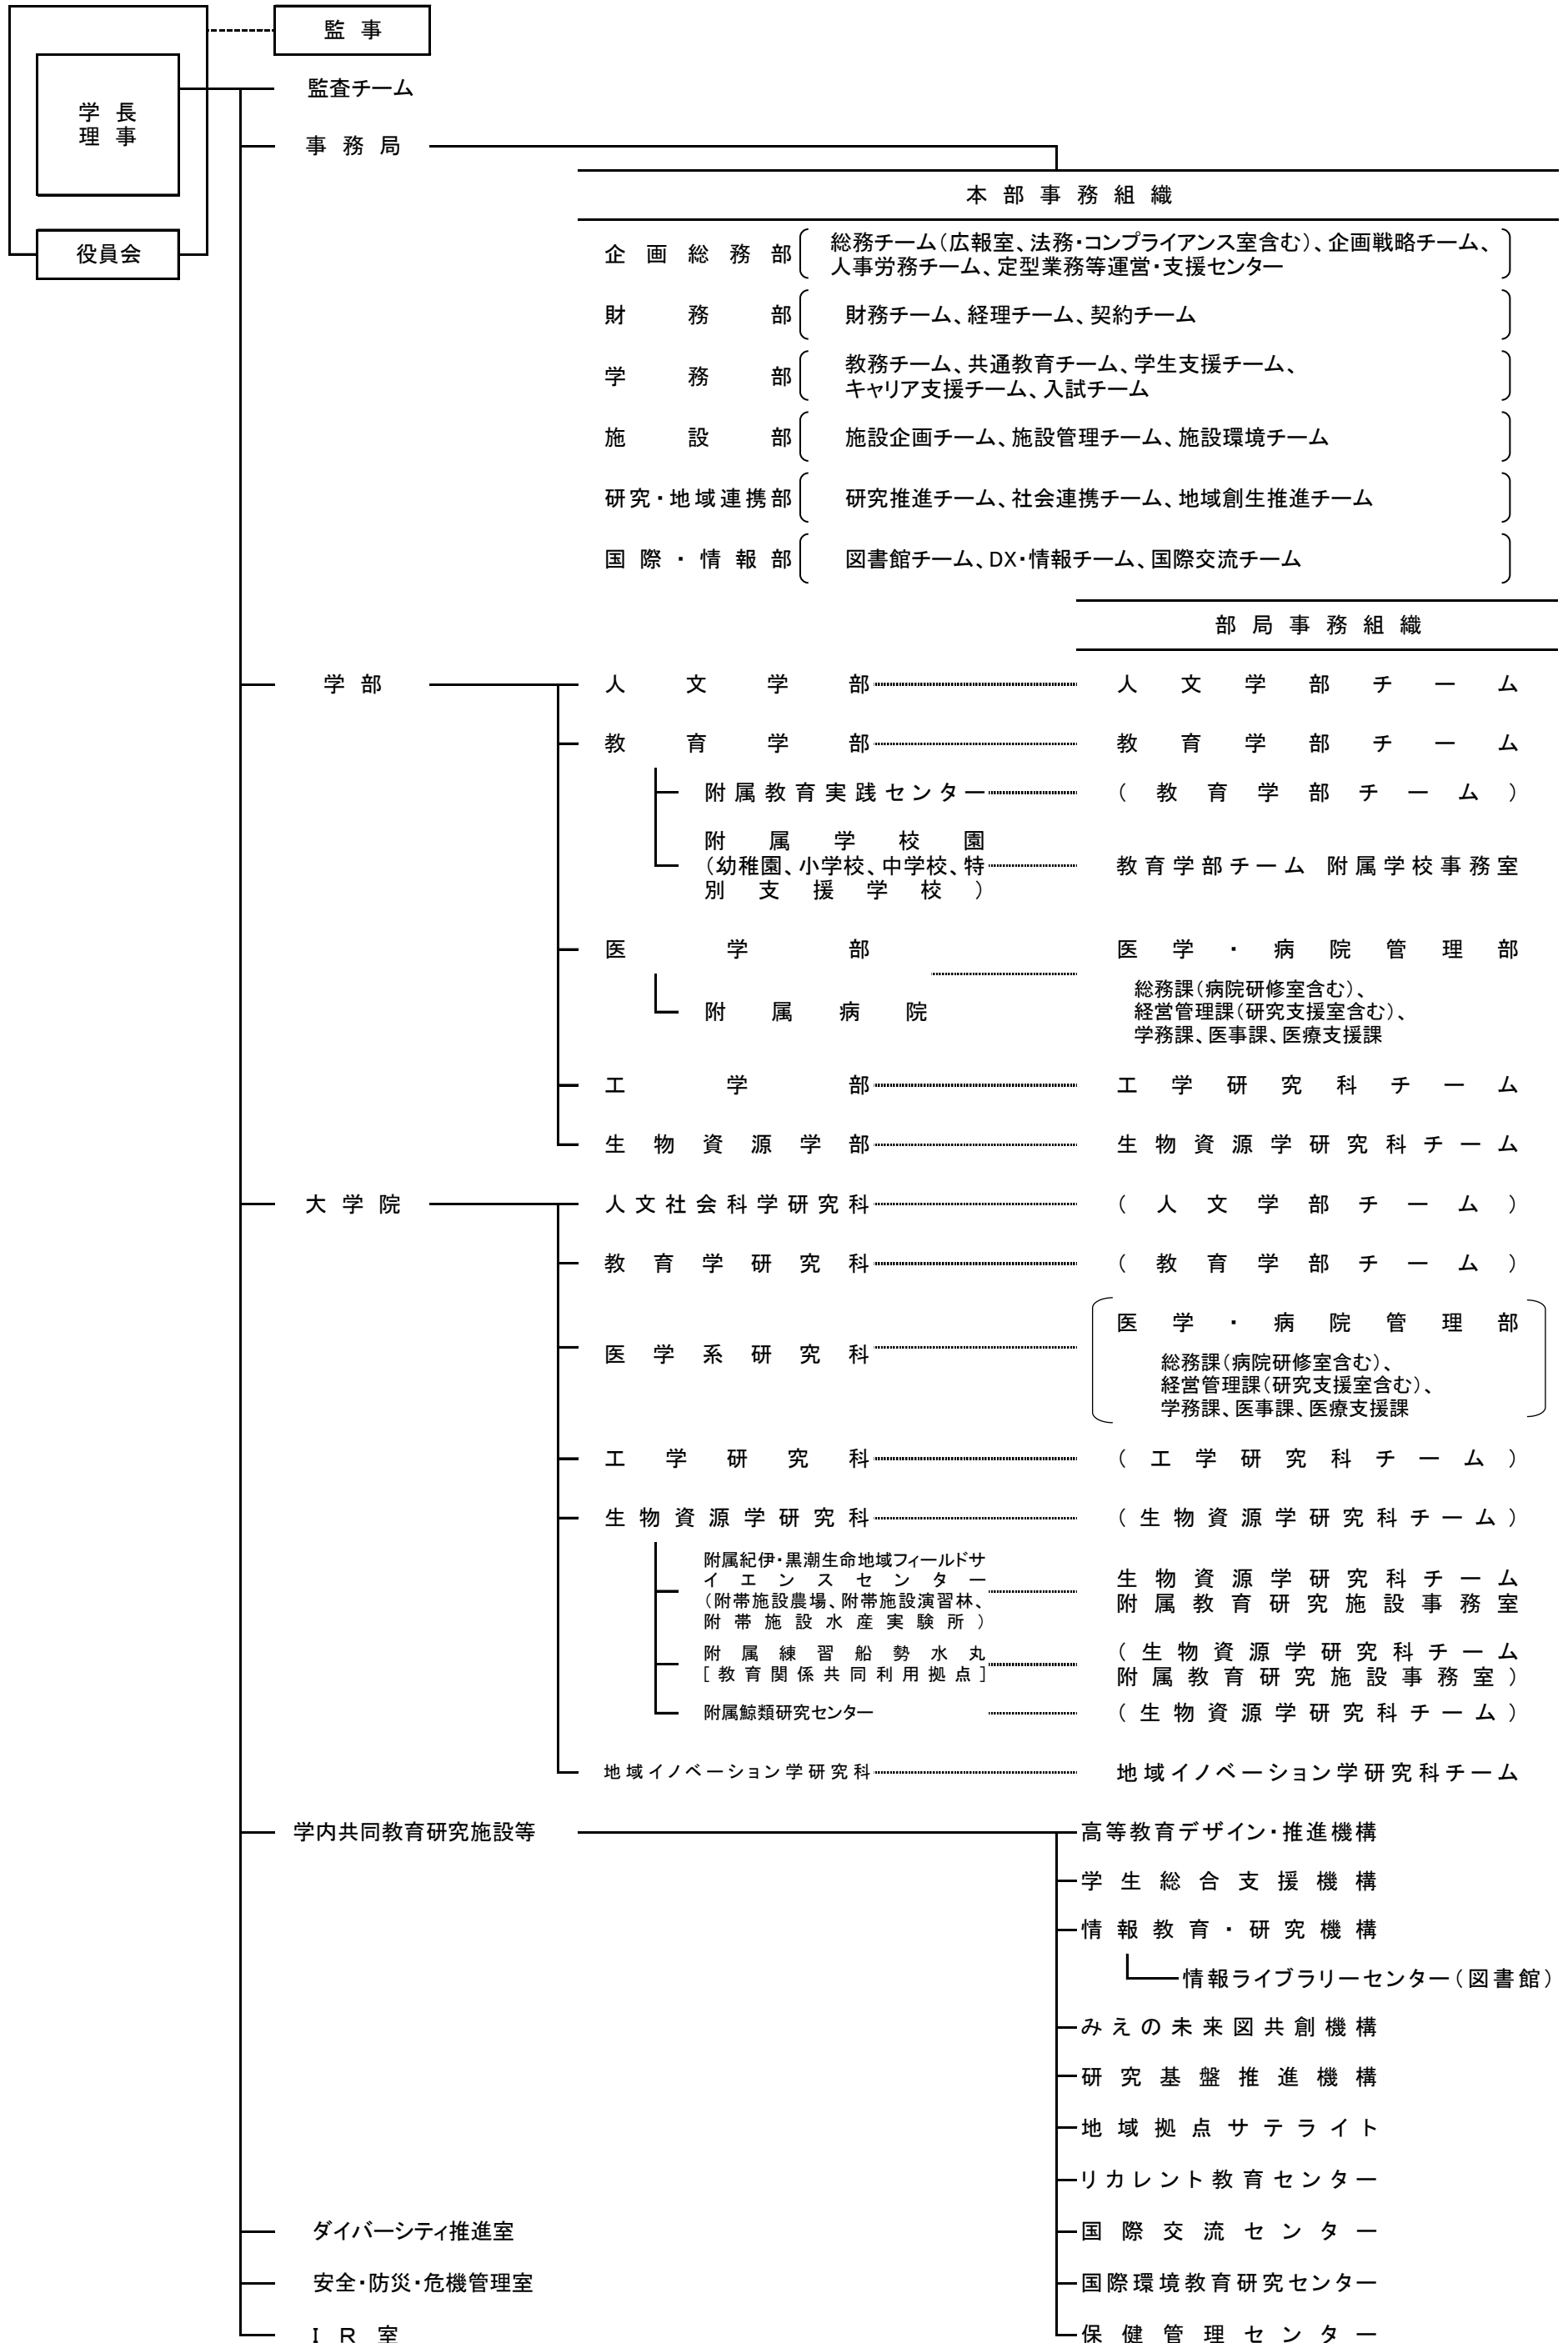 監事
監査チーム
学長
理事
役員会
事務局
本部事務組織
企画総務部
総務チーム（広報室、法務・コンプライアンス室含む）、企画戦略チーム、
人事労務チーム、定型業務等運営・支援センター
財務部
財務チーム、経理チーム、契約チーム
学務部
教務チーム、共通教育チーム、学生支援チーム、
キャリア支援チーム、入試チーム
施設部
施設企画チーム、施設管理チーム、施設環境チーム
研究・地域連携部
研究推進チーム、社会連携チーム、地域創生推進チーム
国際・情報部
図書館チーム、DX・情報チーム、国際交流チーム
部局事務組織
学部
人文学部
人文学部チーム
教育学部
教育学部チーム
附属教育実践センター
（教育学部チーム）
附属学校園
（幼稚園、小学校、中学校、特
別支援学校）
教育学部チーム 附属学校事務室
医学部
医学・病院管理部
附属病院
総務課（病院研修室含む）、
経営管理課（研究支援室含む）、
学務課、医事課、医療支援課
工学部
工学研究科チーム
生物資源学部
生物資源学研究科チーム
大学院
人文社会科学研究科
（人文学部チーム）
教育学研究科
（教育学部チーム）
医学系研究科
医学・病院管理部
総務課（病院研修室含む）、
経営管理課（研究支援室含む）、
学務課、医事課、医療支援課
工学研究科
（工学研究科チーム）
生物資源学研究科
（生物資源学研究科チーム）
附属紀伊・黒潮生命地域フィールドサ
イエンスセンター
（附帯施設農場、附帯施設演習林、
附帯施設水産実験所）
生物資源学研究科チーム
附属教育研究施設事務室
附属練習船勢水丸
［教育関係共同利用拠点］
（生物資源学研究科チーム
附属教育研究施設事務室）
附属鯨類研究センター
（生物資源学研究科チーム）
地域イノベーション学研究科
地域イノベーション学研究科チーム
学内共同教育研究施設等
高等教育デザイン・推進機構
学生総合支援機構
情報教育・研究機構
情報ライブラリーセンター（図書館）
みえの未来図共創機構
研究基盤推進機構
地域拠点サテライト
リカレント教育センター
ダイバーシティ推進室
国際交流センター
安全・防災・危機管理室
国際環境教育研究センター
ＩＲ室
保健管理センター